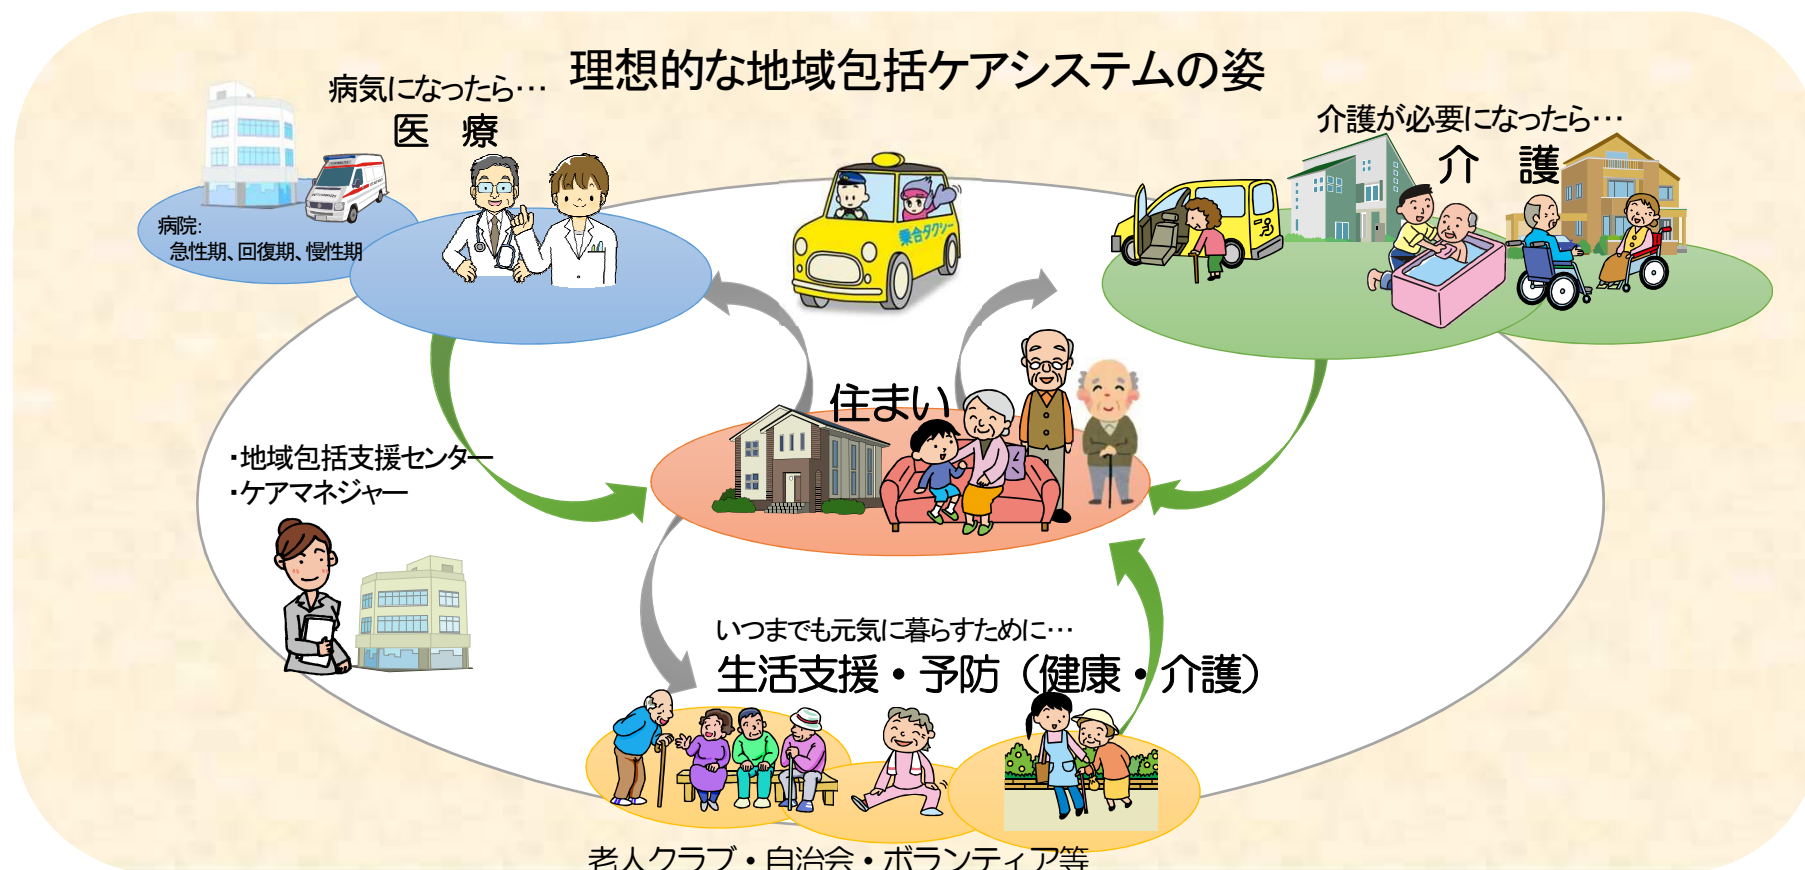 理想的な地域包括ケアシステムの姿
病気になったら…
医 療
病院:
急性期、回復期、慢性期
乗合タクシー
介護が必要になったら…
介 護
住まい
・地域包括支援センター
・ケアマネジャー
いつまでも元気に暮らすために…
生活支援・予防（健康・介護）
老人クラブ・自治会・ボランティア等